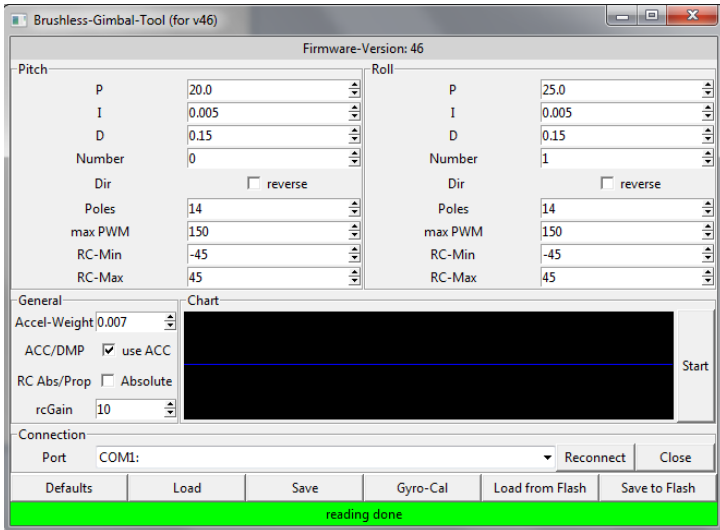 Brushless-Gimbal-Tool (for v46)
Firmware-Version: 46
Pitch
P 20.0
I 0.005
D 0.15
Number 0
Dir reverse
Poles 14
max PWM 150
RC-Min -45
RC-Max 45
Roll
P 25.0
I 0.005
D 0.15
Number 1
Dir reverse
Poles 14
max PWM 150
RC-Min -45
RC-Max 45
General
Accel-Weight 0.007
ACC/DMP use ACC
RC Abs/Prop Absolute
rcGain 10
Chart
Start
Connection
Port COM1: Reconnect Close
Defaults Load Save Gyro-Cal Load from Flash Save to Flash
reading done